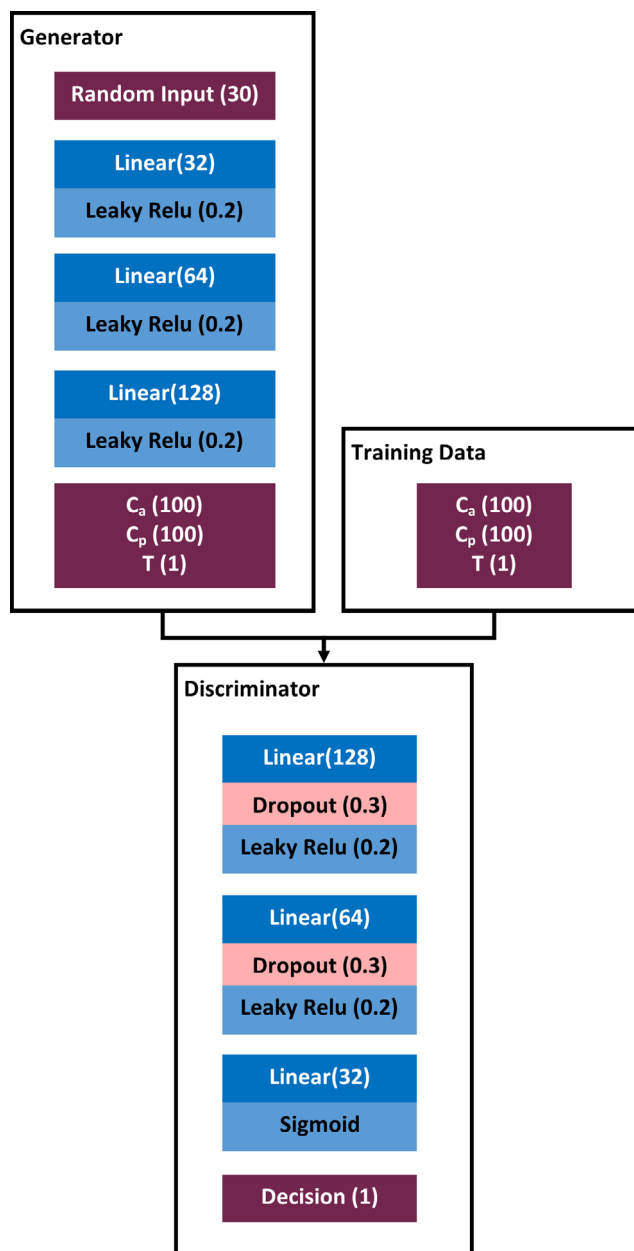 Generator
Random Input (30)
Linear(32)
Leaky Relu (0.2)
Linear(64)
Leaky Relu (0.2)
Linear(128)
Leaky Relu (0.2)
Cₐ (100)
Cₚ (100)
T (1)
Training Data
Cₐ (100)
Cₚ (100)
T (1)
Discriminator
Linear(128)
Dropout (0.3)
Leaky Relu (0.2)
Linear(64)
Dropout (0.3)
Leaky Relu (0.2)
Linear(32)
Sigmoid
Decision (1)